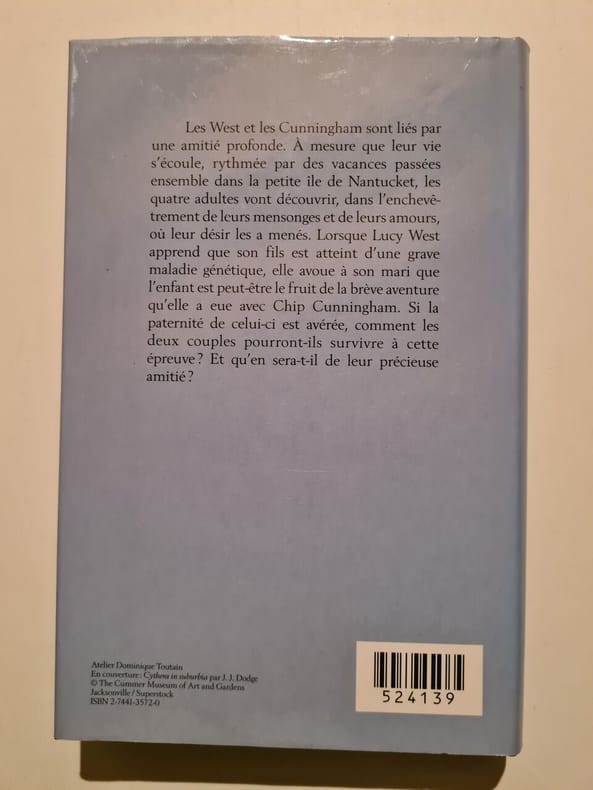 Les West et les Cunningham sont liés par
une amitié profonde. À mesure que leur vie
s'écoule, rythmée par des vacances passées
ensemble dans la petite île de Nantucket, les
quatre adultes vont découvrir, dans l'enchevê-
trement de leurs mensonges et de leurs amours,
où leur désir les a menés. Lorsque Lucy West
apprend que son fils est atteint d'une grave
maladie génétique, elle avoue à son mari que
l'enfant est peut-être le fruit de la brève aventure
qu'elle a eue avec Chip Cunningham. Si la
paternité de celui-ci est avérée, comment les
deux couples pourront-ils survivre à cette
épreuve ? Et qu'en sera-t-il de leur précieuse
amitié ?
Atelier Dominique Toutain
En couverture : Cythera in suburbia par J. J. Dodge
© The Cummer Museum of Art and Gardens
Jacksonville / Superstock
ISBN 2-7441-3572-0
524139